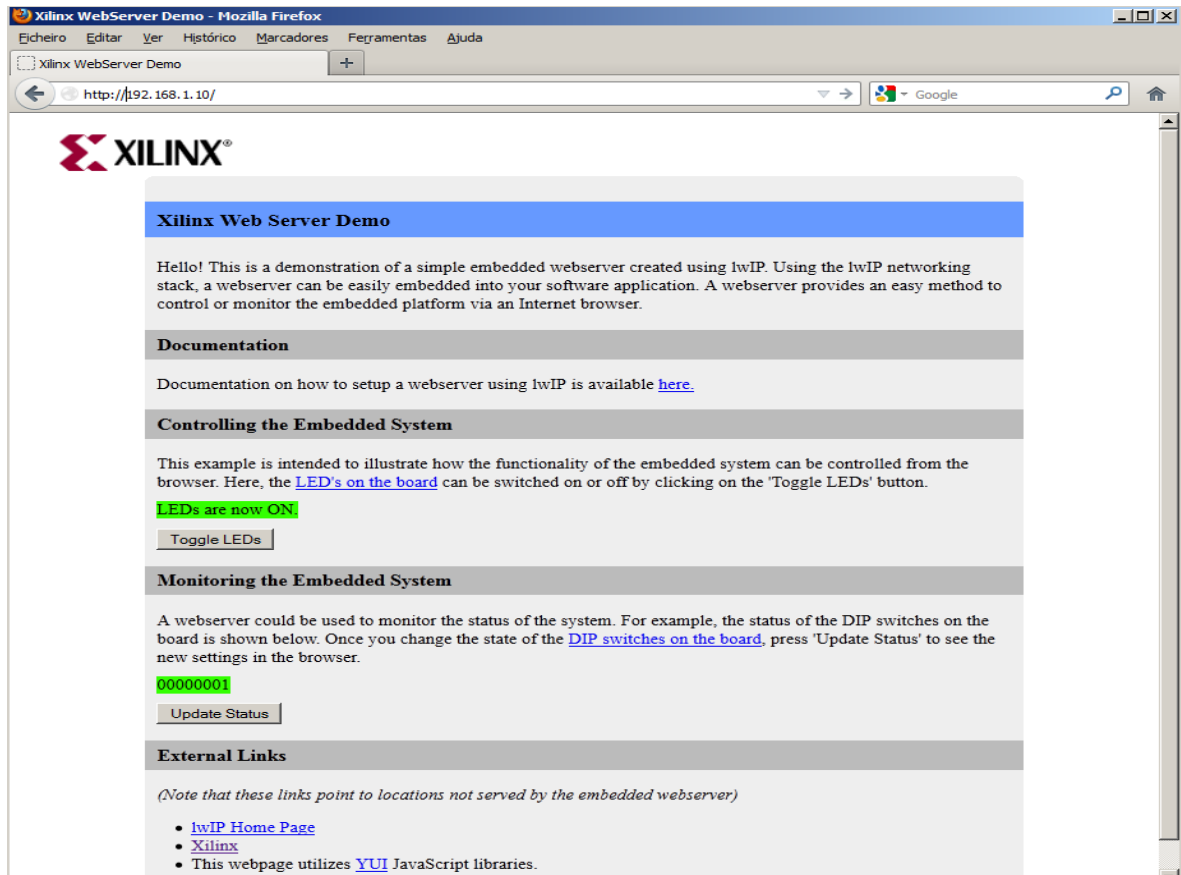 Xilinx WebServer Demo - Mozilla Firefox
Ficheiro Editar Ver Histórico Marcadores Ferramentas Ajuda
Xilinx WebServer Demo +
http://192.168.1.10/ Google
XILINX®
Xilinx Web Server Demo
Hello! This is a demonstration of a simple embedded webserver created using lwIP. Using the lwIP networking
stack, a webserver can be easily embedded into your software application. A webserver provides an easy method to
control or monitor the embedded platform via an Internet browser.
Documentation
Documentation on how to setup a webserver using lwIP is available here.
Controlling the Embedded System
This example is intended to illustrate how the functionality of the embedded system can be controlled from the
browser. Here, the LED's on the board can be switched on or off by clicking on the 'Toggle LEDs' button.
LEDs are now ON.
Toggle LEDs
Monitoring the Embedded System
A webserver could be used to monitor the status of the system. For example, the status of the DIP switches on the
board is shown below. Once you change the state of the DIP switches on the board, press 'Update Status' to see the
new settings in the browser.
00000001
Update Status
External Links
(Note that these links point to locations not served by the embedded webserver)
• lwIP Home Page
• Xilinx
• This webpage utilizes YUI JavaScript libraries.